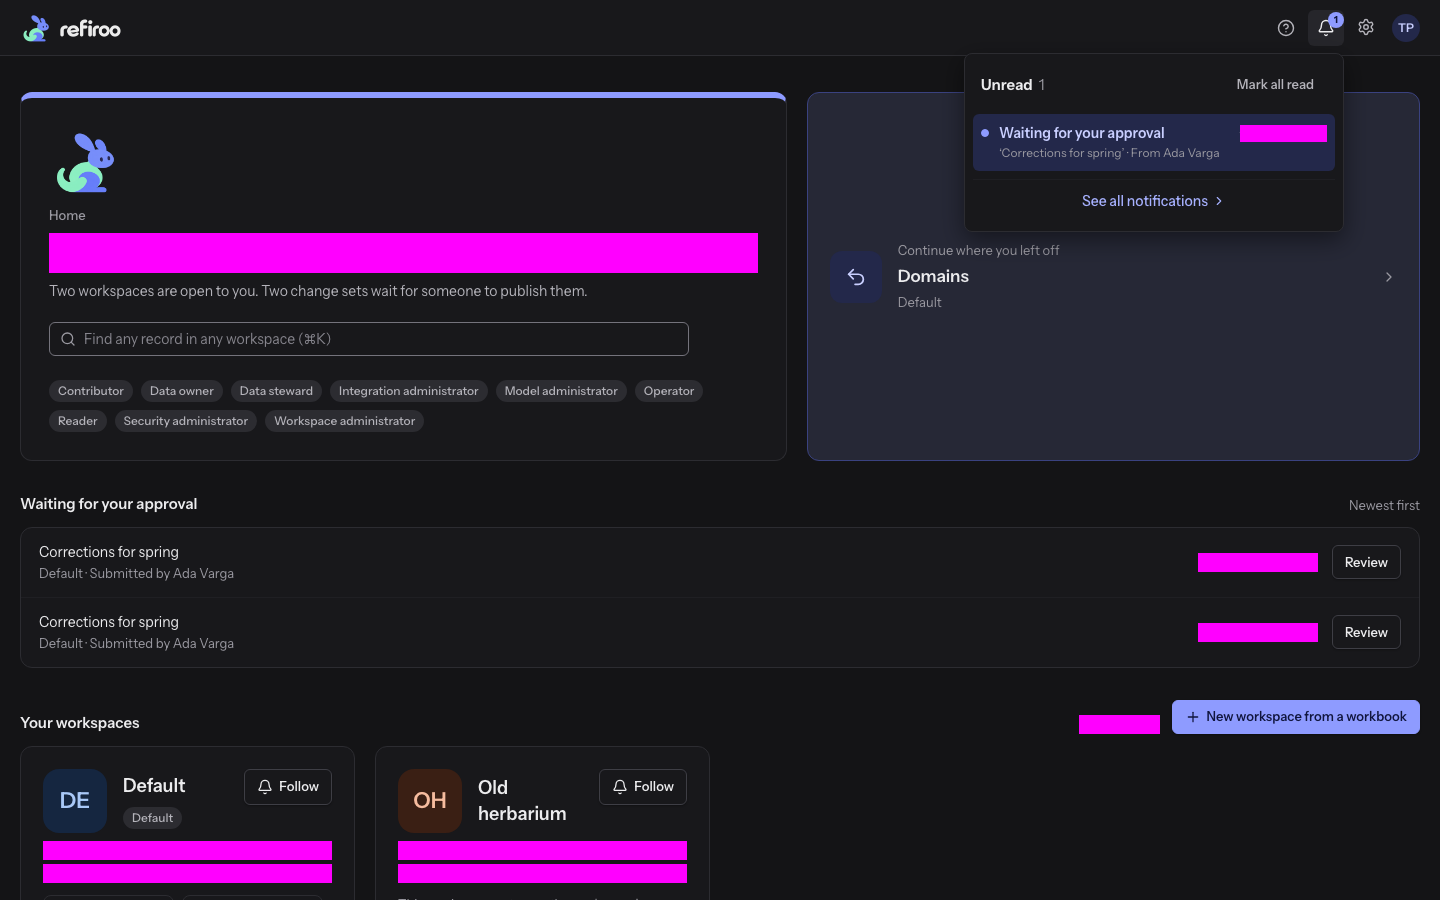 refiroo
1
TP
Unread 1
Mark all read
Waiting for your approval
‘Corrections for spring’ · From Ada Varga
See all notifications
Home
Two workspaces are open to you. Two change sets wait for someone to publish them.
Find any record in any workspace (⌘K)
Contributor
Data owner
Data steward
Integration administrator
Model administrator
Operator
Reader
Security administrator
Workspace administrator
Continue where you left off
Domains
Default
Waiting for your approval
Newest first
Corrections for spring
Default · Submitted by Ada Varga
Review
Corrections for spring
Default · Submitted by Ada Varga
Review
Your workspaces
New workspace from a workbook
DE
Default
Default
Follow
OH
Old
herbarium
Follow